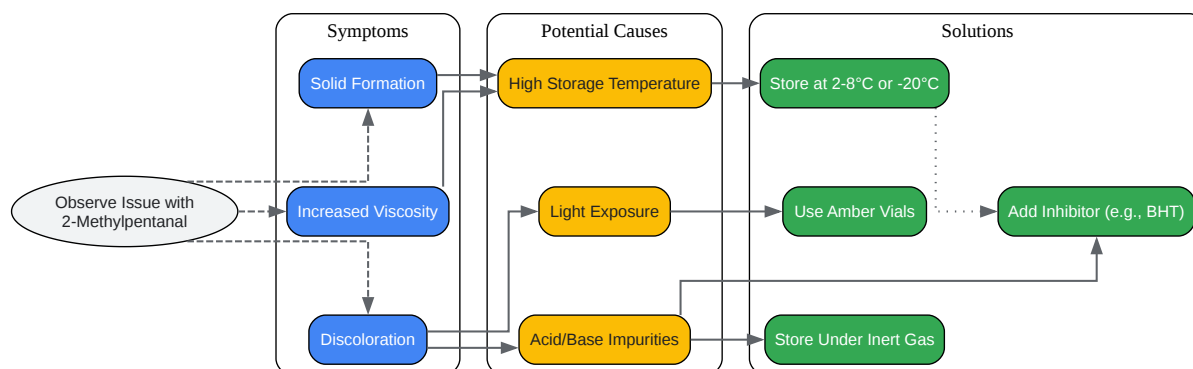 Symptoms
Potential Causes
Solutions
Solid Formation
High Storage Temperature
Store at 2-8°C or -20°C
Observe Issue with
2-Methylpentanal
Increased Viscosity
Light Exposure
Use Amber Vials
Add Inhibitor (e.g., BHT)
Discoloration
Acid/Base Impurities
Store Under Inert Gas